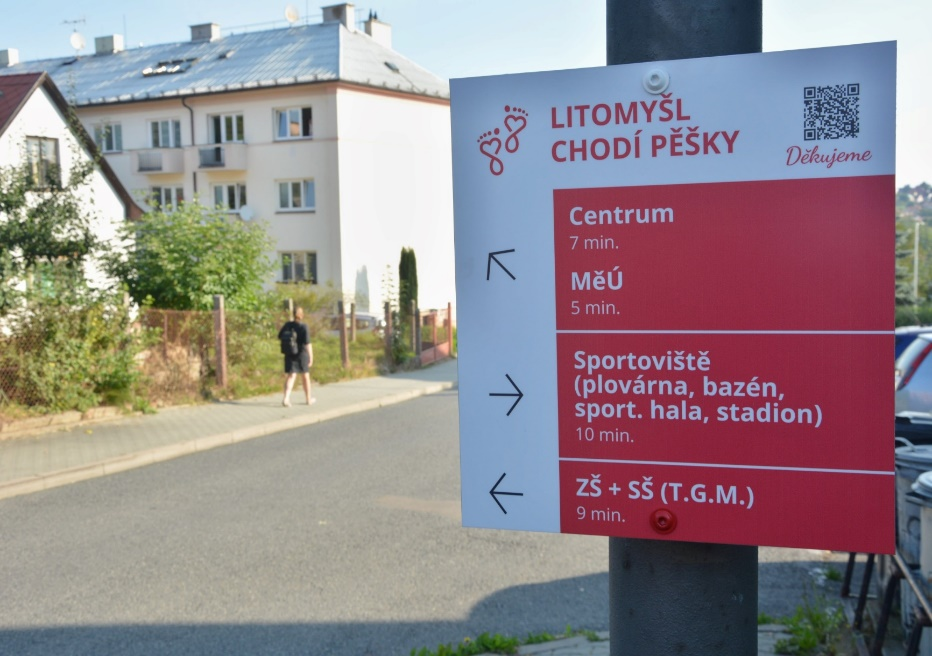 LITOMYŠL
CHODÍ PĚŠKY
Děkujeme
Centrum
7 min.
MěÚ
5 min.
Sportoviště
(plovárna, bazén,
sport. hala, stadion)
10 min.
ZŠ + SŠ (T.G.M.)
9 min.